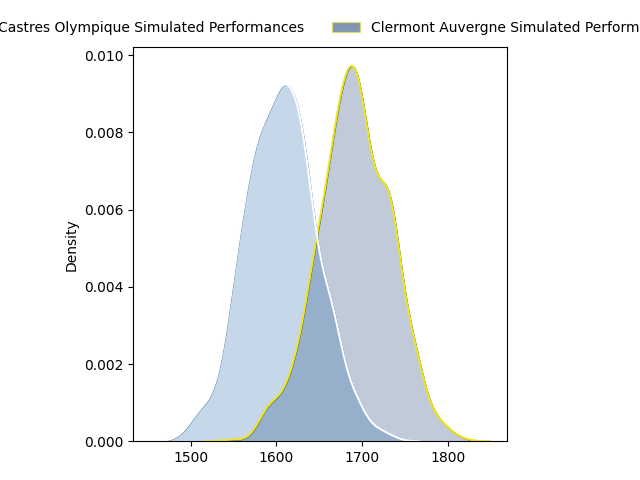 Castres Olympique Simulated Performances
Clermont Auvergne Simulated Perform
0.010
0.008
0.006
0.004
0.002
0.000
Density
1500 1600 1700 1800